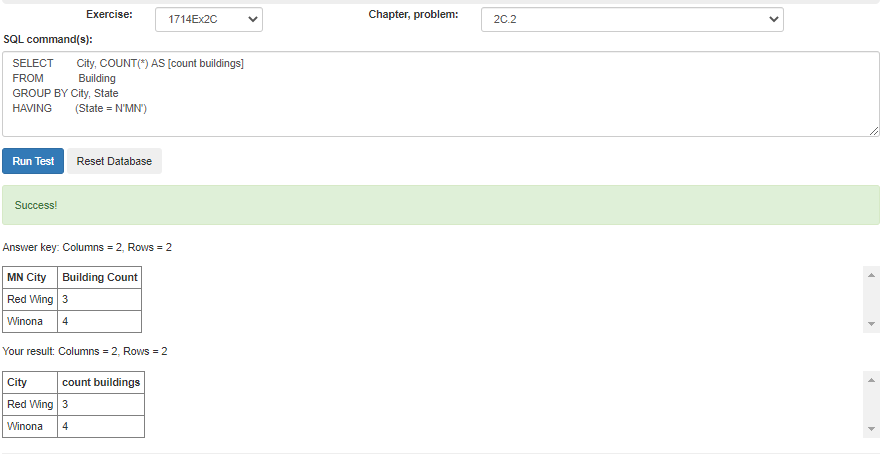 Exercise: 1714Ex2C Chapter, problem: 2C.2
SQL command(s):
SELECT City, COUNT(*) AS [count buildings]
FROM Building
GROUP BY City, State
HAVING (State = N'MN')
Run Test Reset Database
Success!
Answer key: Columns = 2, Rows = 2
MN City Building Count
Red Wing 3
Winona 4
Your result: Columns = 2, Rows = 2
City count buildings
Red Wing 3
Winona 4